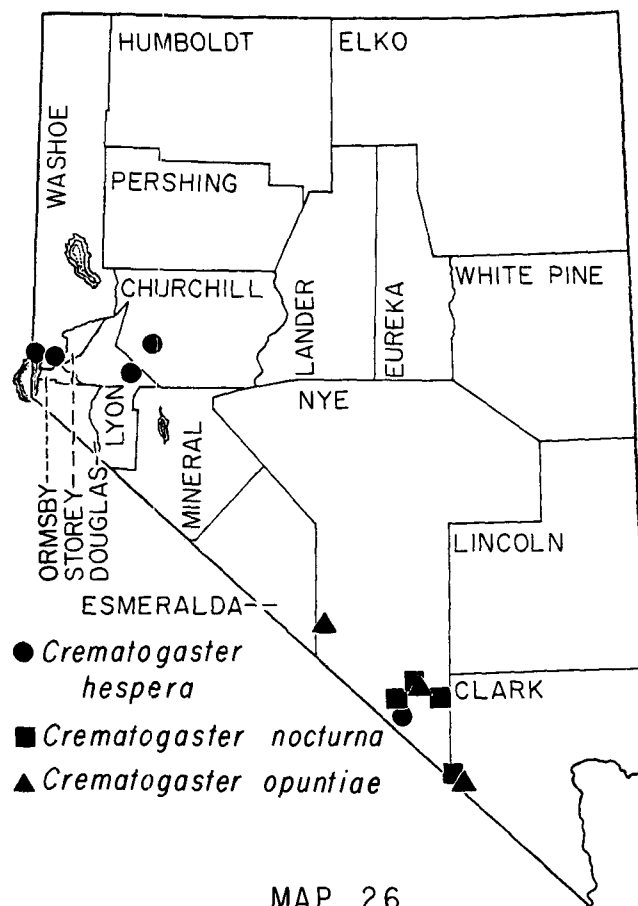 HUMBOLDT
ELKO
WASHOE
PERSHING
CHURCHILL
LANDER
EUREKA
WHITE PINE
NYE
LYON
MINERAL
ORMSBY
STOREY
DOUGLAS
LINCOLN
ESMERALDA
CLARK
Crematogaster
hespera
Crematogaster nocturna
Crematogaster opuntiae
MAP 26